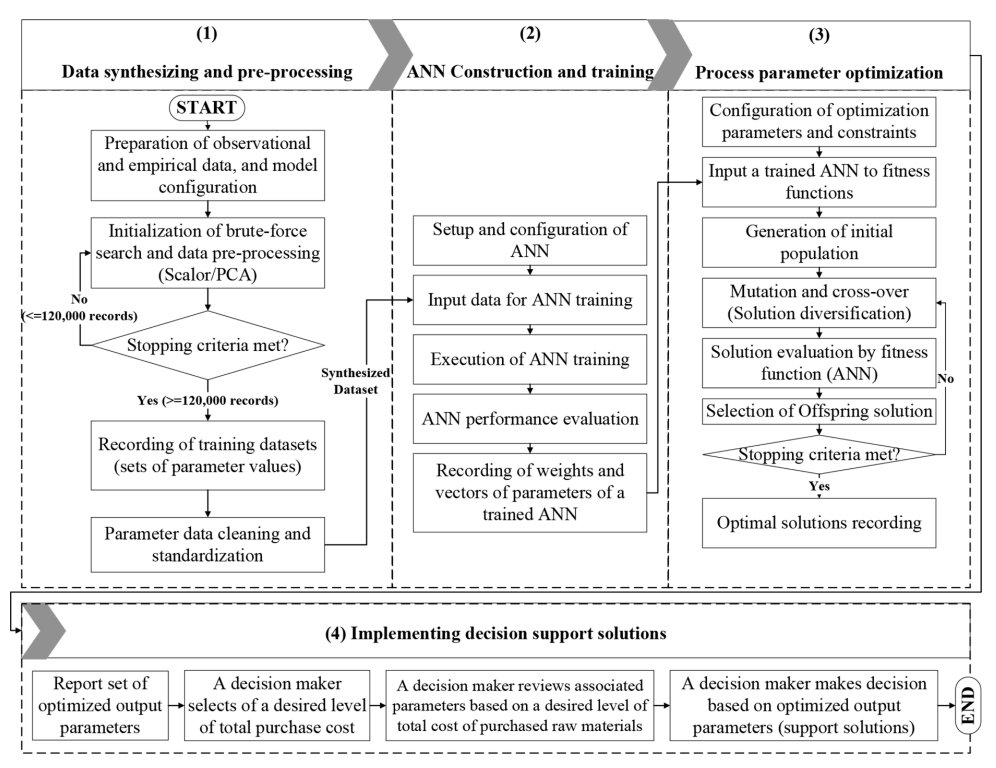 (1)
Data synthesizing and pre-processing
START
Preparation of observational
and empirical data, and model
configuration
Initialization of brute-force
search and data pre-processing
(Scalor/PCA)
No
(<=120,000 records)
Stopping criteria met?
Yes (>=120,000 records)
Recording of training datasets
(sets of parameter values)
Parameter data cleaning and
standardization
Synthesized
Dataset
(2)
ANN Construction and training
Setup and configuration of
ANN
Input data for ANN training
Execution of ANN training
ANN performance evaluation
Recording of weights and
vectors of parameters of a
trained ANN
(3)
Process parameter optimization
Configuration of optimization
parameters and constraints
Input a trained ANN to fitness
functions
Generation of initial
population
Mutation and cross-over
(Solution diversification)
Solution evaluation by fitness
function (ANN)
No
Selection of Offspring solution
Stopping criteria met?
Yes
Optimal solutions recording
(4) Implementing decision support solutions
Report set of
optimized output
parameters
A decision maker
selects of a desired level
of total purchase cost
A decision maker reviews associated
parameters based on a desired level of
total cost of purchased raw materials
A decision maker makes decision
based on optimized output
parameters (support solutions)
END